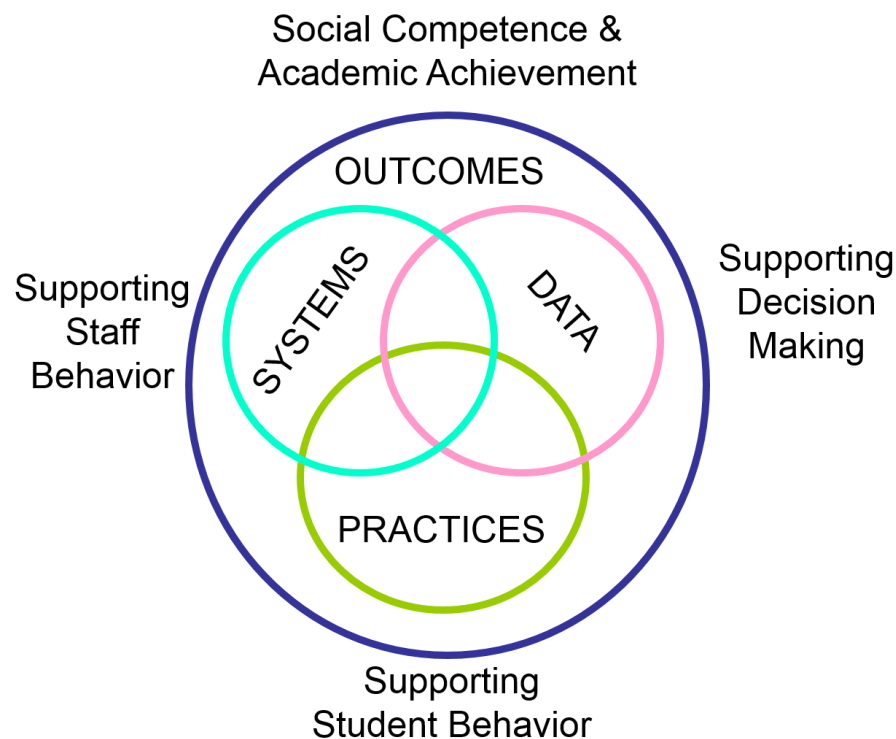 Social Competence &
Academic Achievement
OUTCOMES
SYSTEMS
DATA
Supporting
Staff
Behavior
Supporting
Decision
Making
PRACTICES
Supporting
Student Behavior